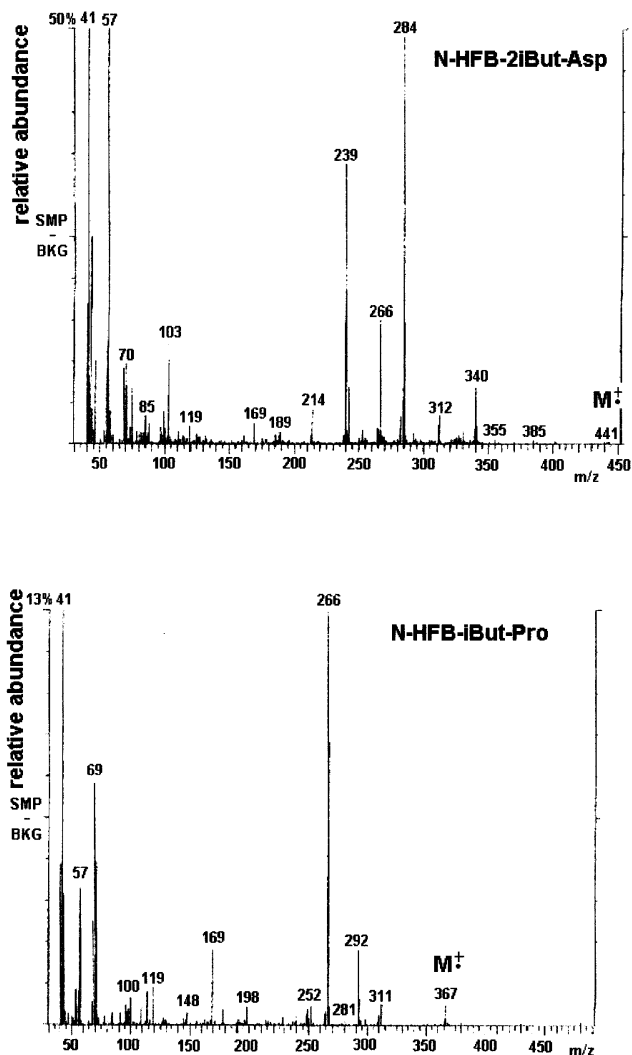 50% 41 57 284
N-HFB-2iBut-Asp
relative abundance
239
SMP
–
BKG
266
103
340
70
M+•
85
214
312
119
169
189
355
385
441
50 100 150 200 250 300 350 400 450
m/z
13% 41 266
N-HFB-iBut-Pro
relative abundance
69
SMP
–
BKG
57
169
292
M+•
119
100
148
198
252
281
311
367
50 100 150 200 250 300 350 400 450
m/z